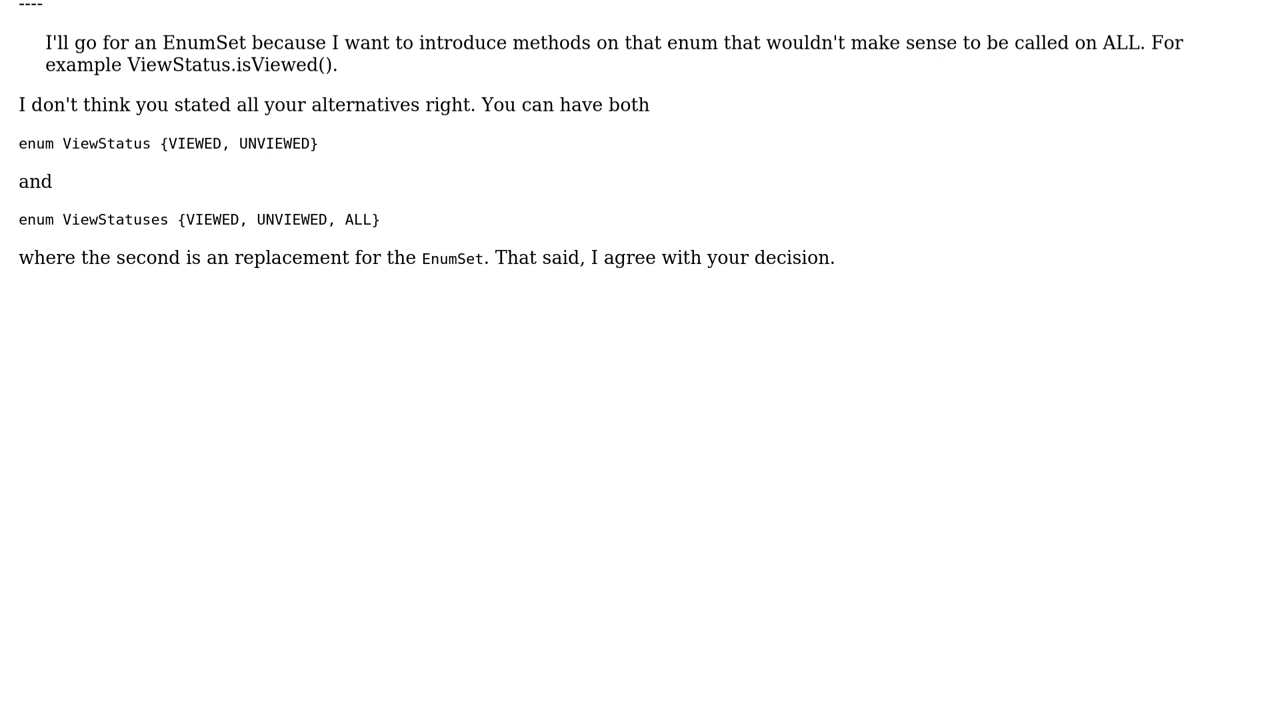 ----
I'll go for an EnumSet because I want to introduce methods on that enum that wouldn't make sense to be called on ALL. For
example ViewStatus.isViewed().
I don't think you stated all your alternatives right. You can have both
enum ViewStatus {VIEWED, UNVIEWED}
and
enum ViewStatuses {VIEWED, UNVIEWED, ALL}
where the second is an replacement for the EnumSet. That said, I agree with your decision.